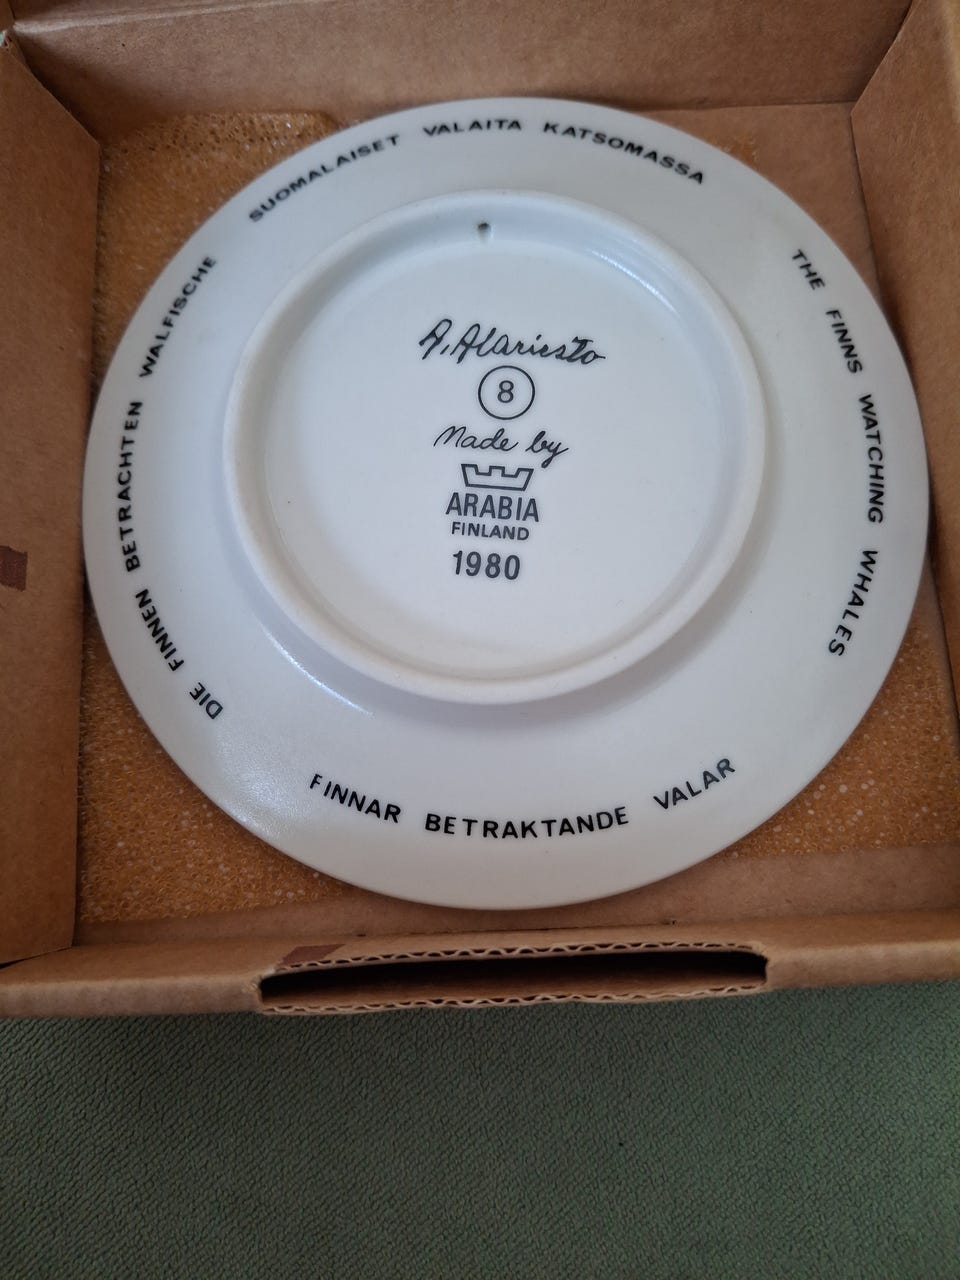 SUOMALAISET VALAITA KATSOMASSA
THE FINNS WATCHING WHALES
FINNAR BETRAKTANDE VALAR
DIE FINNEN BETRACHTEN WALFISCHE
A. Alariesto
8
Made by
ARABIA
FINLAND
1980